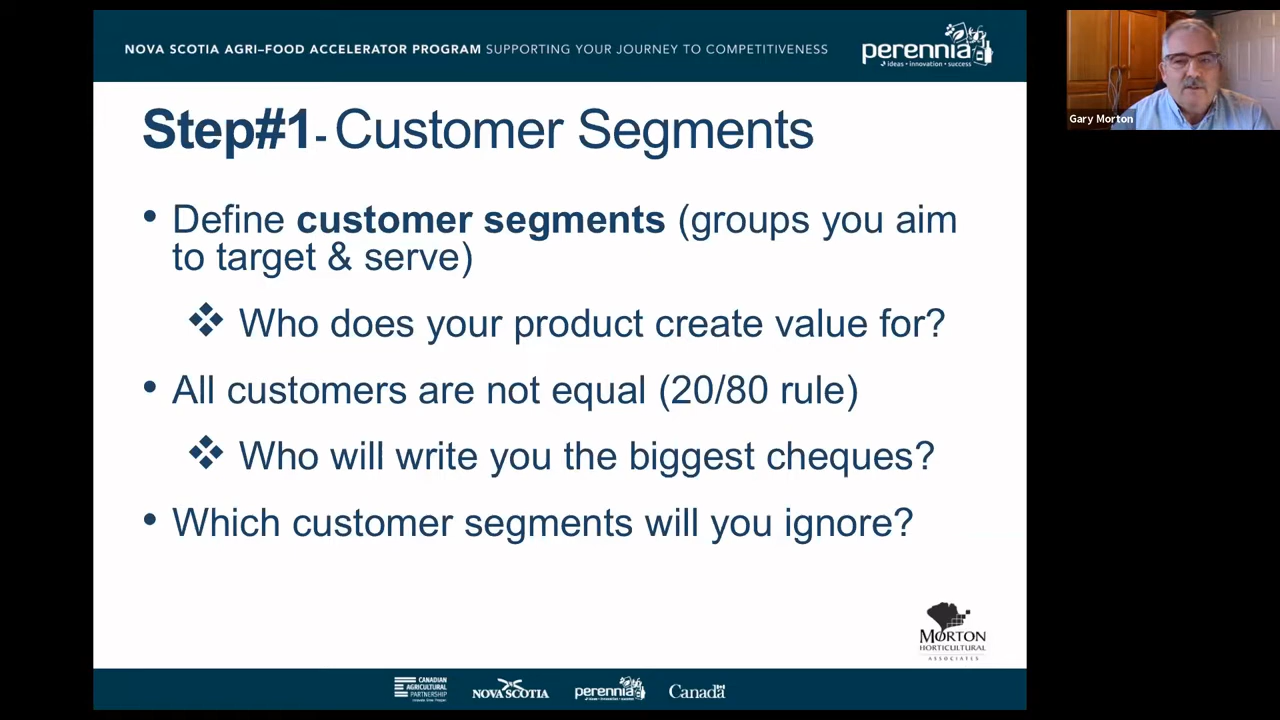 NOVA SCOTIA AGRI–FOOD ACCELERATOR PROGRAM SUPPORTING YOUR JOURNEY TO COMPETITIVENESS
perennia
ideas • innovation • success
Gary Morton
Step#1- Customer Segments
• Define customer segments (groups you aim
to target & serve)
❖ Who does your product create value for?
• All customers are not equal (20/80 rule)
❖ Who will write you the biggest cheques?
• Which customer segments will you ignore?
MORTON
HORTICULTURAL
ASSOCIATES
CANADIAN
AGRICULTURAL
PARTNERSHIP
NOVA SCOTIA
perennia
ideas • innovation • success
Canada